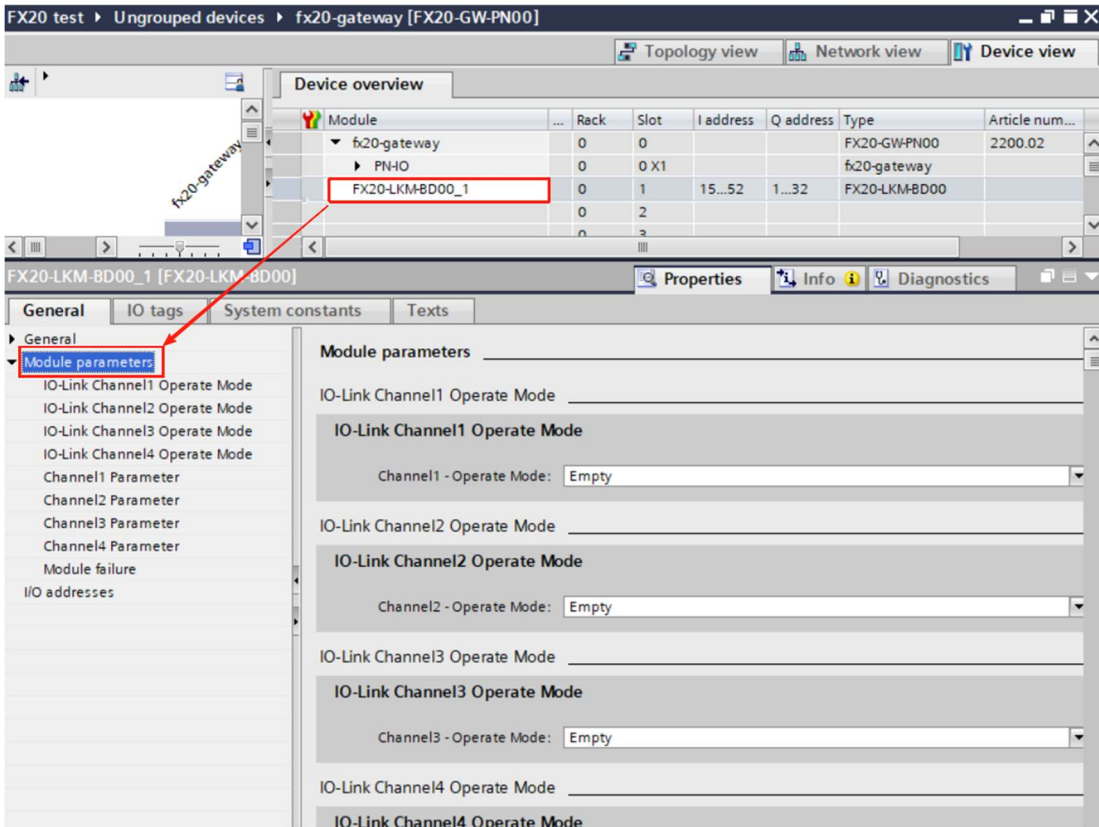 FX20 test ▸ Ungrouped devices ▸ fx20-gateway [FX20-GW-PN00]
Topology view Network view Device view
Device overview
Module ... Rack Slot I address Q address Type Article num...
fx20-gateway 0 0 FX20-GW-PN00 2200.02
PN-IO 0 0 X1 fx20-gateway
FX20-LKM-BD00_1 0 1 15...52 1...32 FX20-LKM-BD00
0 2
0 3
fx20-gateway
FX20-LKM-BD00_1 [FX20-LKM-BD00]
Properties Info Diagnostics
General IO tags System constants Texts
General
Module parameters
IO-Link Channel1 Operate Mode
IO-Link Channel2 Operate Mode
IO-Link Channel3 Operate Mode
IO-Link Channel4 Operate Mode
Channel1 Parameter
Channel2 Parameter
Channel3 Parameter
Channel4 Parameter
Module failure
I/O addresses
Module parameters
IO-Link Channel1 Operate Mode
IO-Link Channel1 Operate Mode
Channel1 - Operate Mode: Empty
IO-Link Channel2 Operate Mode
IO-Link Channel2 Operate Mode
Channel2 - Operate Mode: Empty
IO-Link Channel3 Operate Mode
IO-Link Channel3 Operate Mode
Channel3 - Operate Mode: Empty
IO-Link Channel4 Operate Mode
IO-Link Channel4 Operate Mode